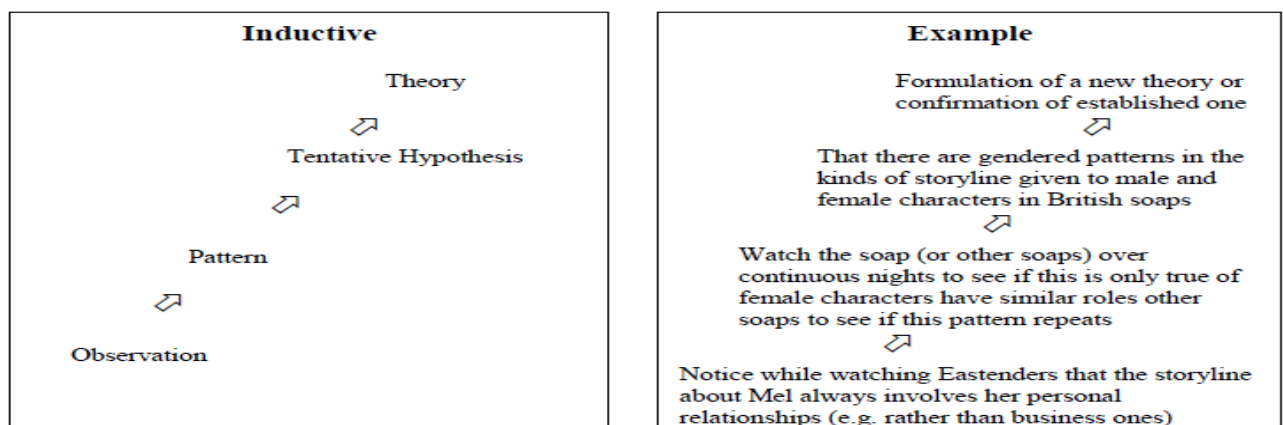 Inductive
Theory
Tentative Hypothesis
Pattern
Observation
Example
Formulation of a new theory or
confirmation of established one
That there are gendered patterns in the
kinds of storyline given to male and
female characters in British soaps
Watch the soap (or other soaps) over
continuous nights to see if this is only true of
female characters have similar roles other
soaps to see if this pattern repeats
Notice while watching Eastenders that the storyline
about Mel always involves her personal
relationships (e.g. rather than business ones)